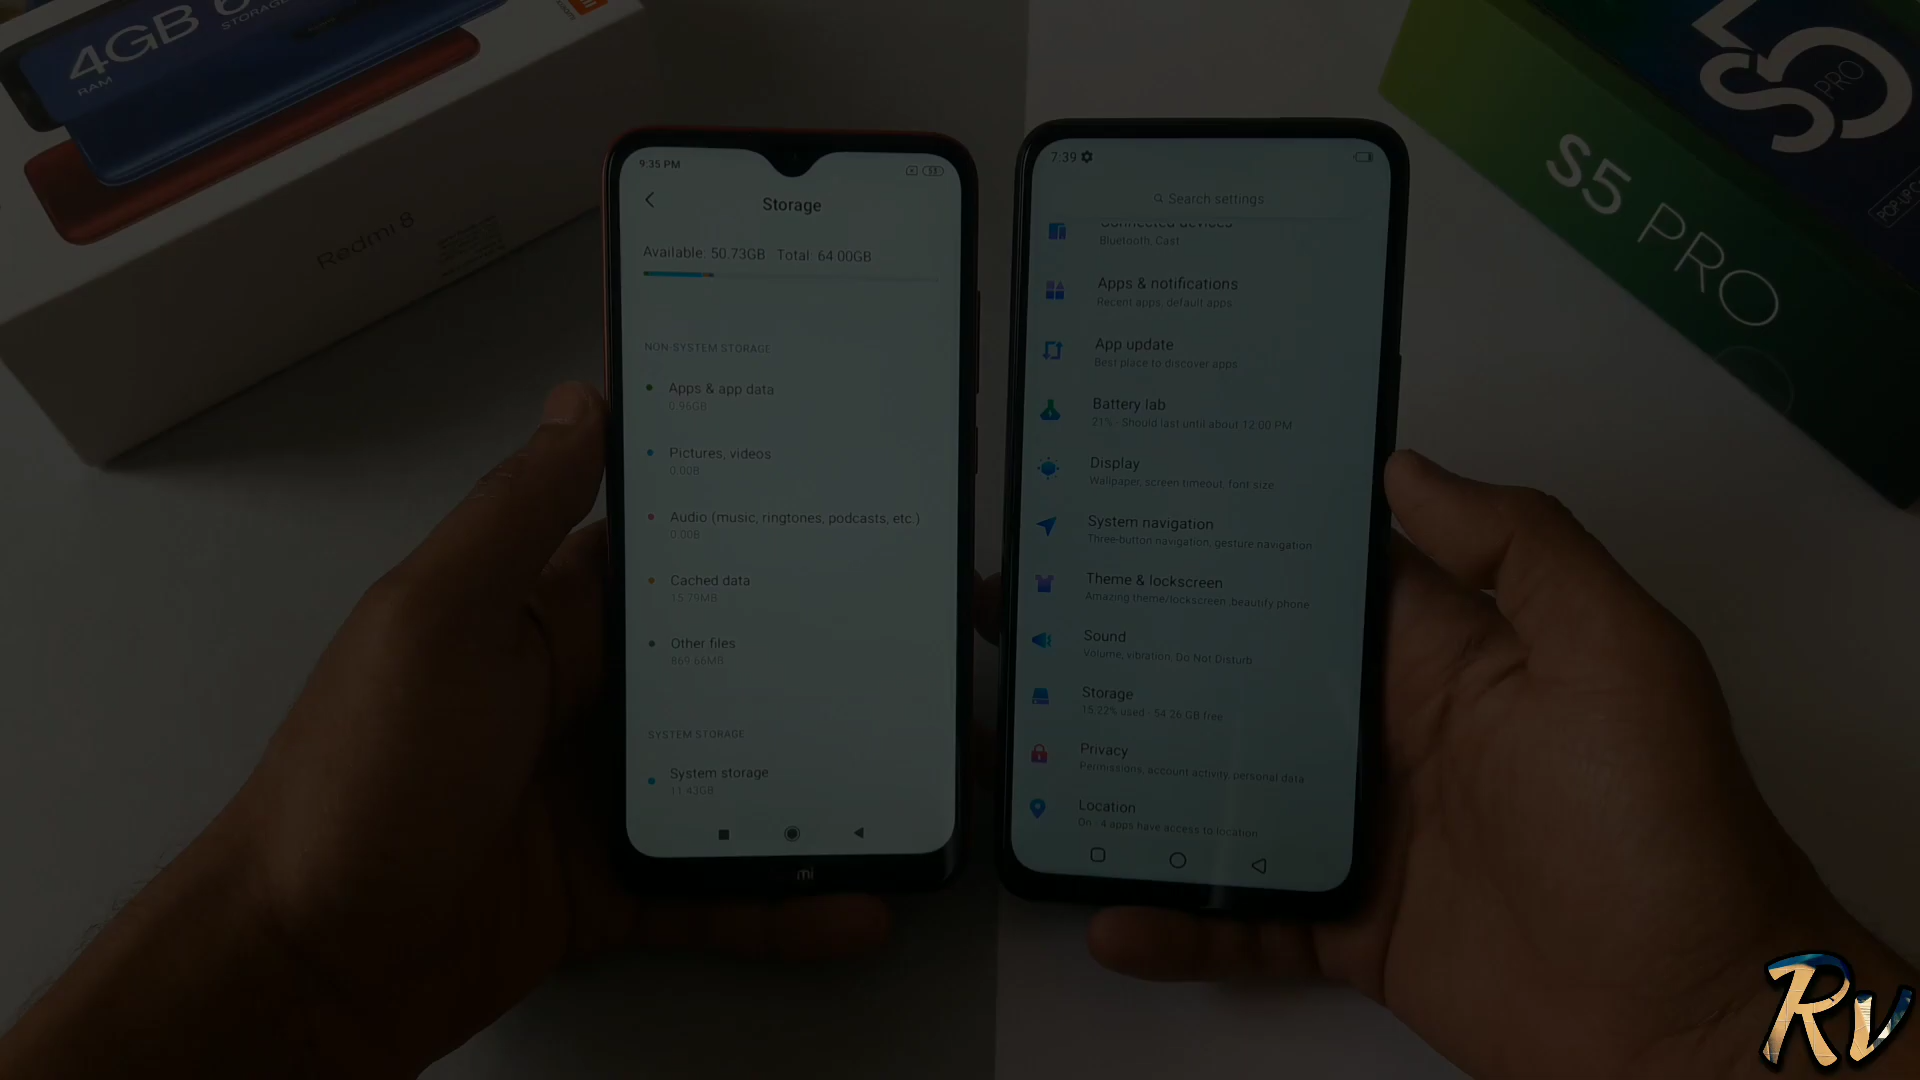 4GB
RAM
STORAGE
Redmi 8
S5
PRO
S5 PRO
9:35 PM
Storage
Available: 50.73GB Total: 64.00GB
NON-SYSTEM STORAGE
Apps & app data
0.96GB
Pictures, videos
0.00B
Audio (music, ringtones, podcasts, etc.)
0.00B
Cached data
15.79MB
Other files
869.66MB
SYSTEM STORAGE
System storage
11.43GB
mi
7:39
Search settings
Connected devices
Bluetooth, Cast
Apps & notifications
Recent apps, default apps
App update
Best place to discover apps
Battery lab
21% - Should last until about 12:00 PM
Display
Wallpaper, screen timeout, font size
System navigation
Three-button navigation, gesture navigation
Theme & lockscreen
Amazing theme/lockscreen, beautify phone
Sound
Volume, vibration, Do Not Disturb
Storage
15.22% used - 54.26 GB free
Privacy
Permissions, account activity, personal data
Location
On - 4 apps have access to location
Rv